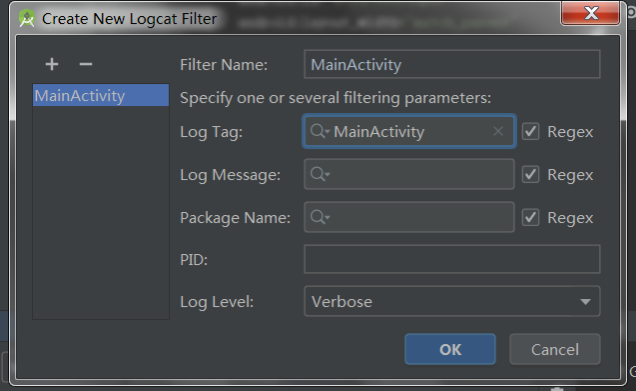 Create New Logcat Filter
Filter Name: MainActivity
MainActivity
Specify one or several filtering parameters:
Log Tag: MainActivity Regex
Log Message: Regex
Package Name: Regex
PID:
Log Level: Verbose
OK Cancel